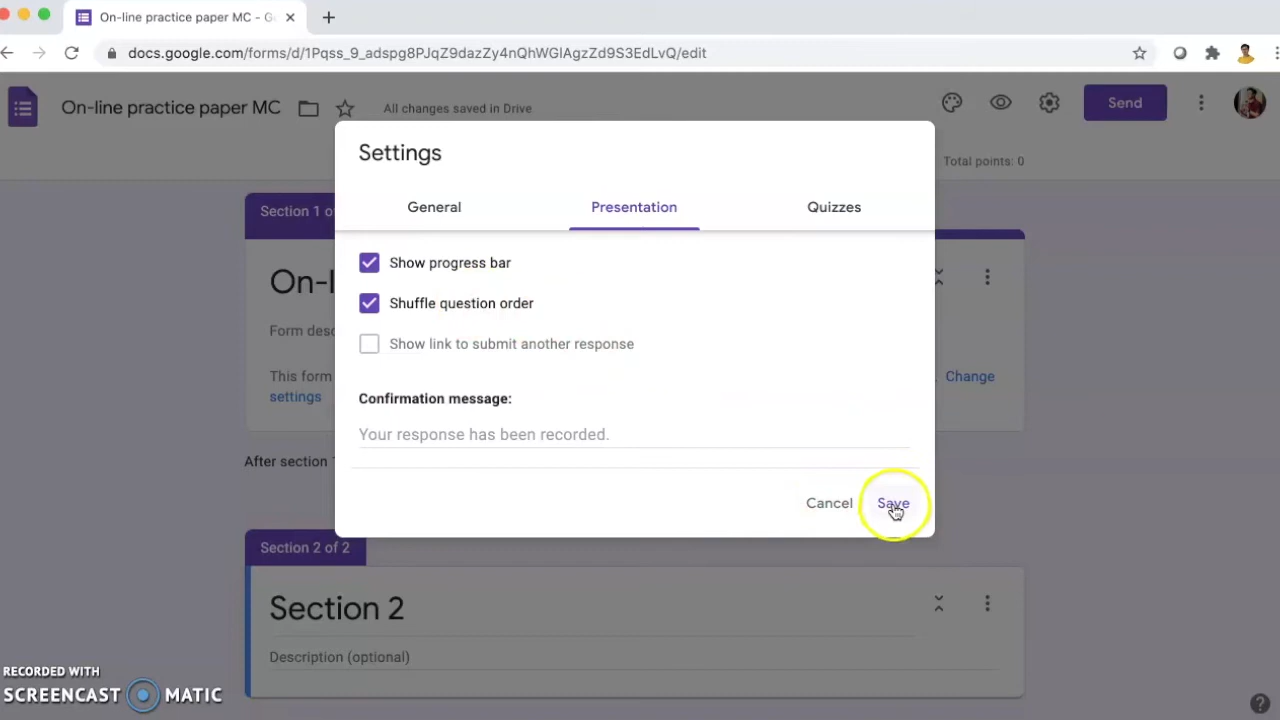 On-line practice paper MC - G
docs.google.com/forms/d/1Pqss_9_adspg8PJqZ9dazZy4nQhWGlAgzZd9S3EdLvQ/edit
On-line practice paper MC
All changes saved in Drive
Send
Total points: 0
Settings
General
Presentation
Quizzes
Section 1 o
Show progress bar
On-l
Shuffle question order
Form desc
Show link to submit another response
This form
. Change
settings
Confirmation message:
Your response has been recorded.
After section 1
Cancel
Save
Section 2 of 2
Section 2
Description (optional)
RECORDED WITH
SCREENCAST MATIC